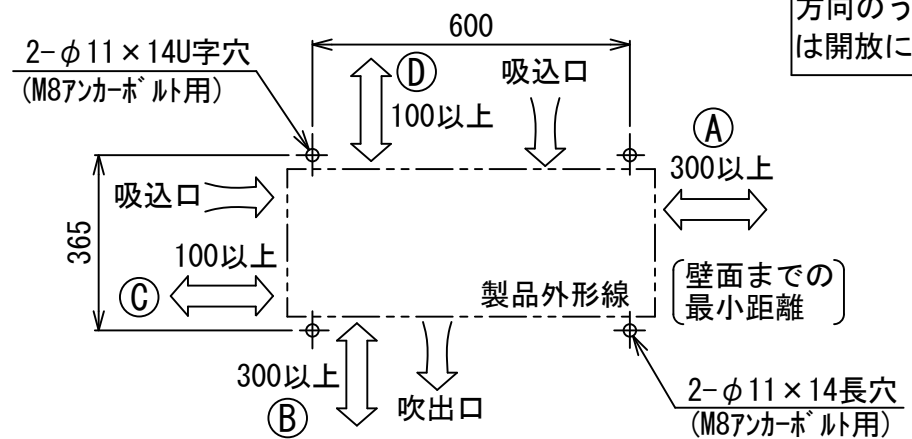 方向のう
は開放に
600
2-φ11×14U字穴
(M8アンカーボルト用)
Ⓓ
吸込口
100以上
Ⓐ
300以上
吸込口
365
100以上
Ⓒ
製品外形線
壁面までの
最小距離
300以上
Ⓑ
吹出口
2-φ11×14長穴
(M8アンカーボルト用)